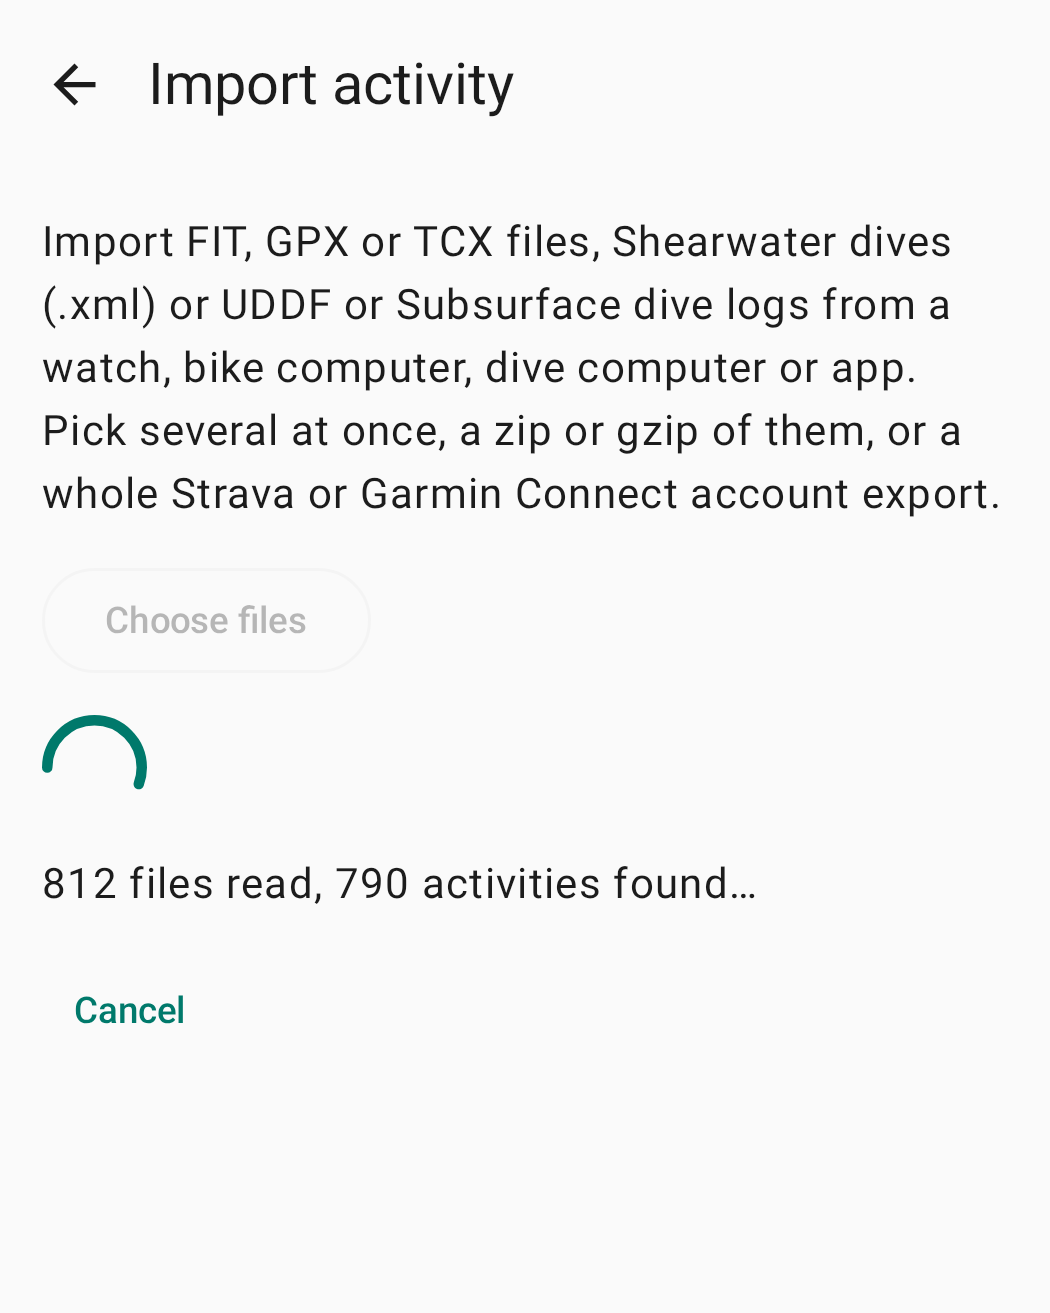 Import activity
Import FIT, GPX or TCX files, Shearwater dives
(.xml) or UDDF or Subsurface dive logs from a
watch, bike computer, dive computer or app.
Pick several at once, a zip or gzip of them, or a
whole Strava or Garmin Connect account export.
Choose files
812 files read, 790 activities found…
Cancel